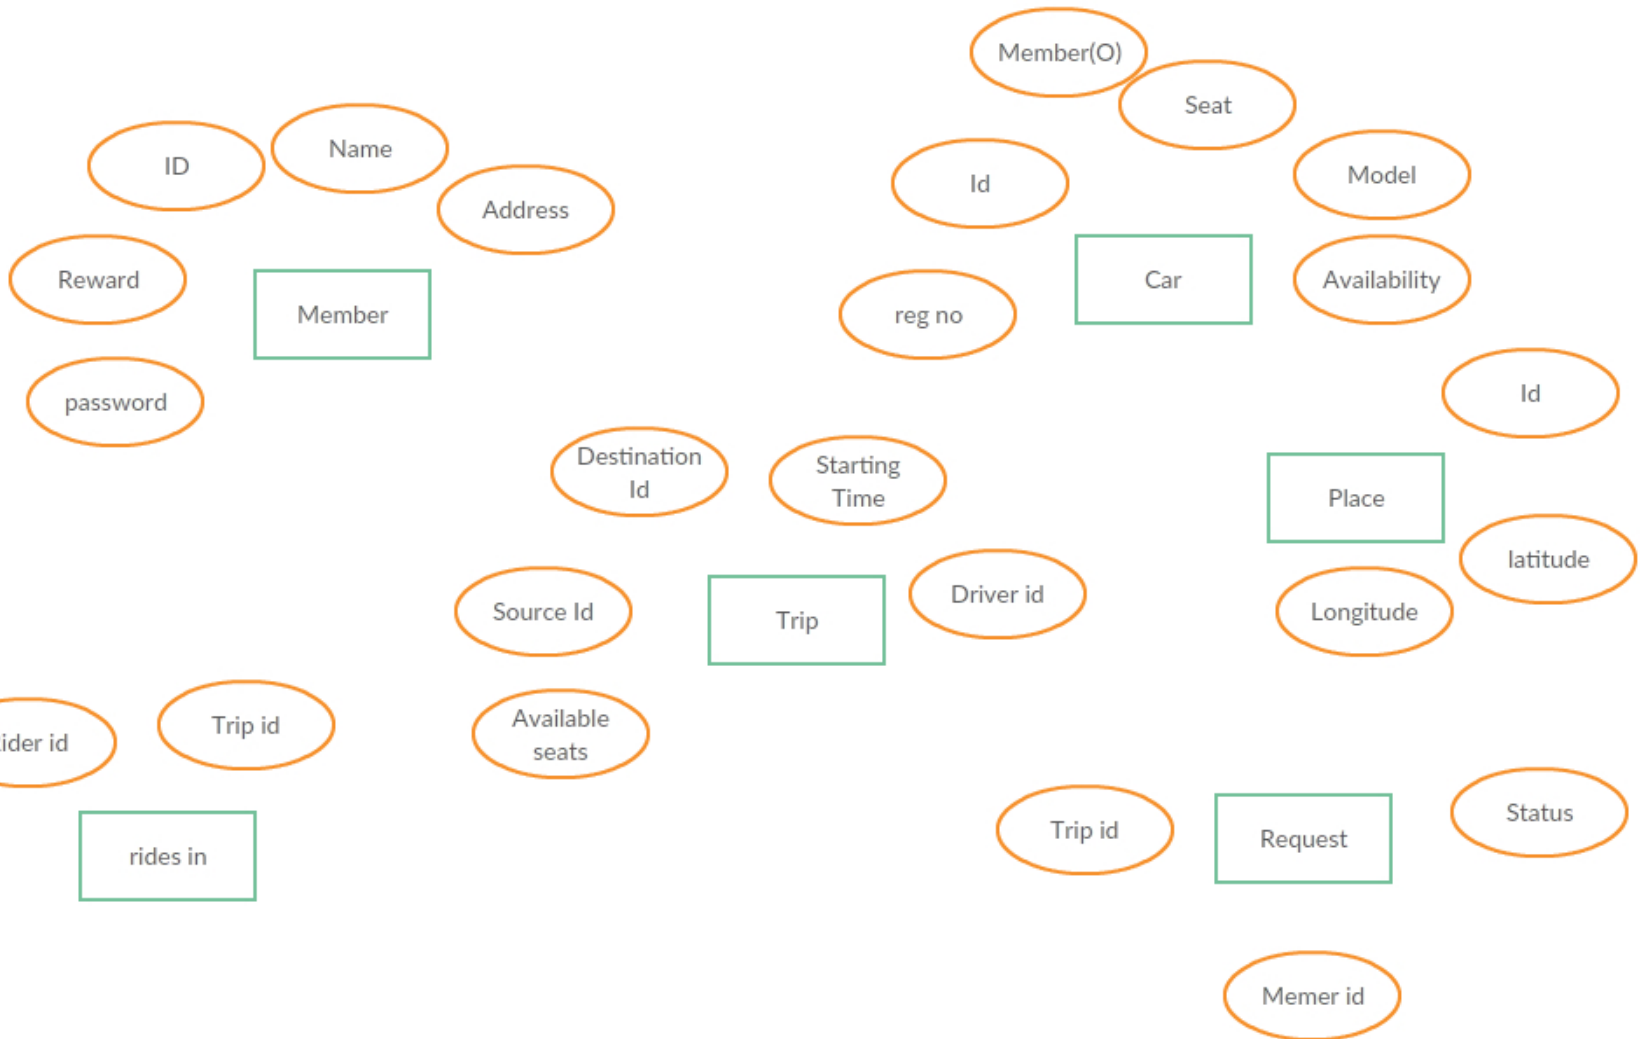 Member(O)
Seat
Name
ID
Model
Id
Address
Reward
Car
Availability
Member
reg no
Id
password
Destination
Id
Starting
Time
Place
latitude
Driver id
Source Id
Trip
Longitude
Trip id
Available
seats
ider id
Status
Trip id
Request
rides in
Memer id